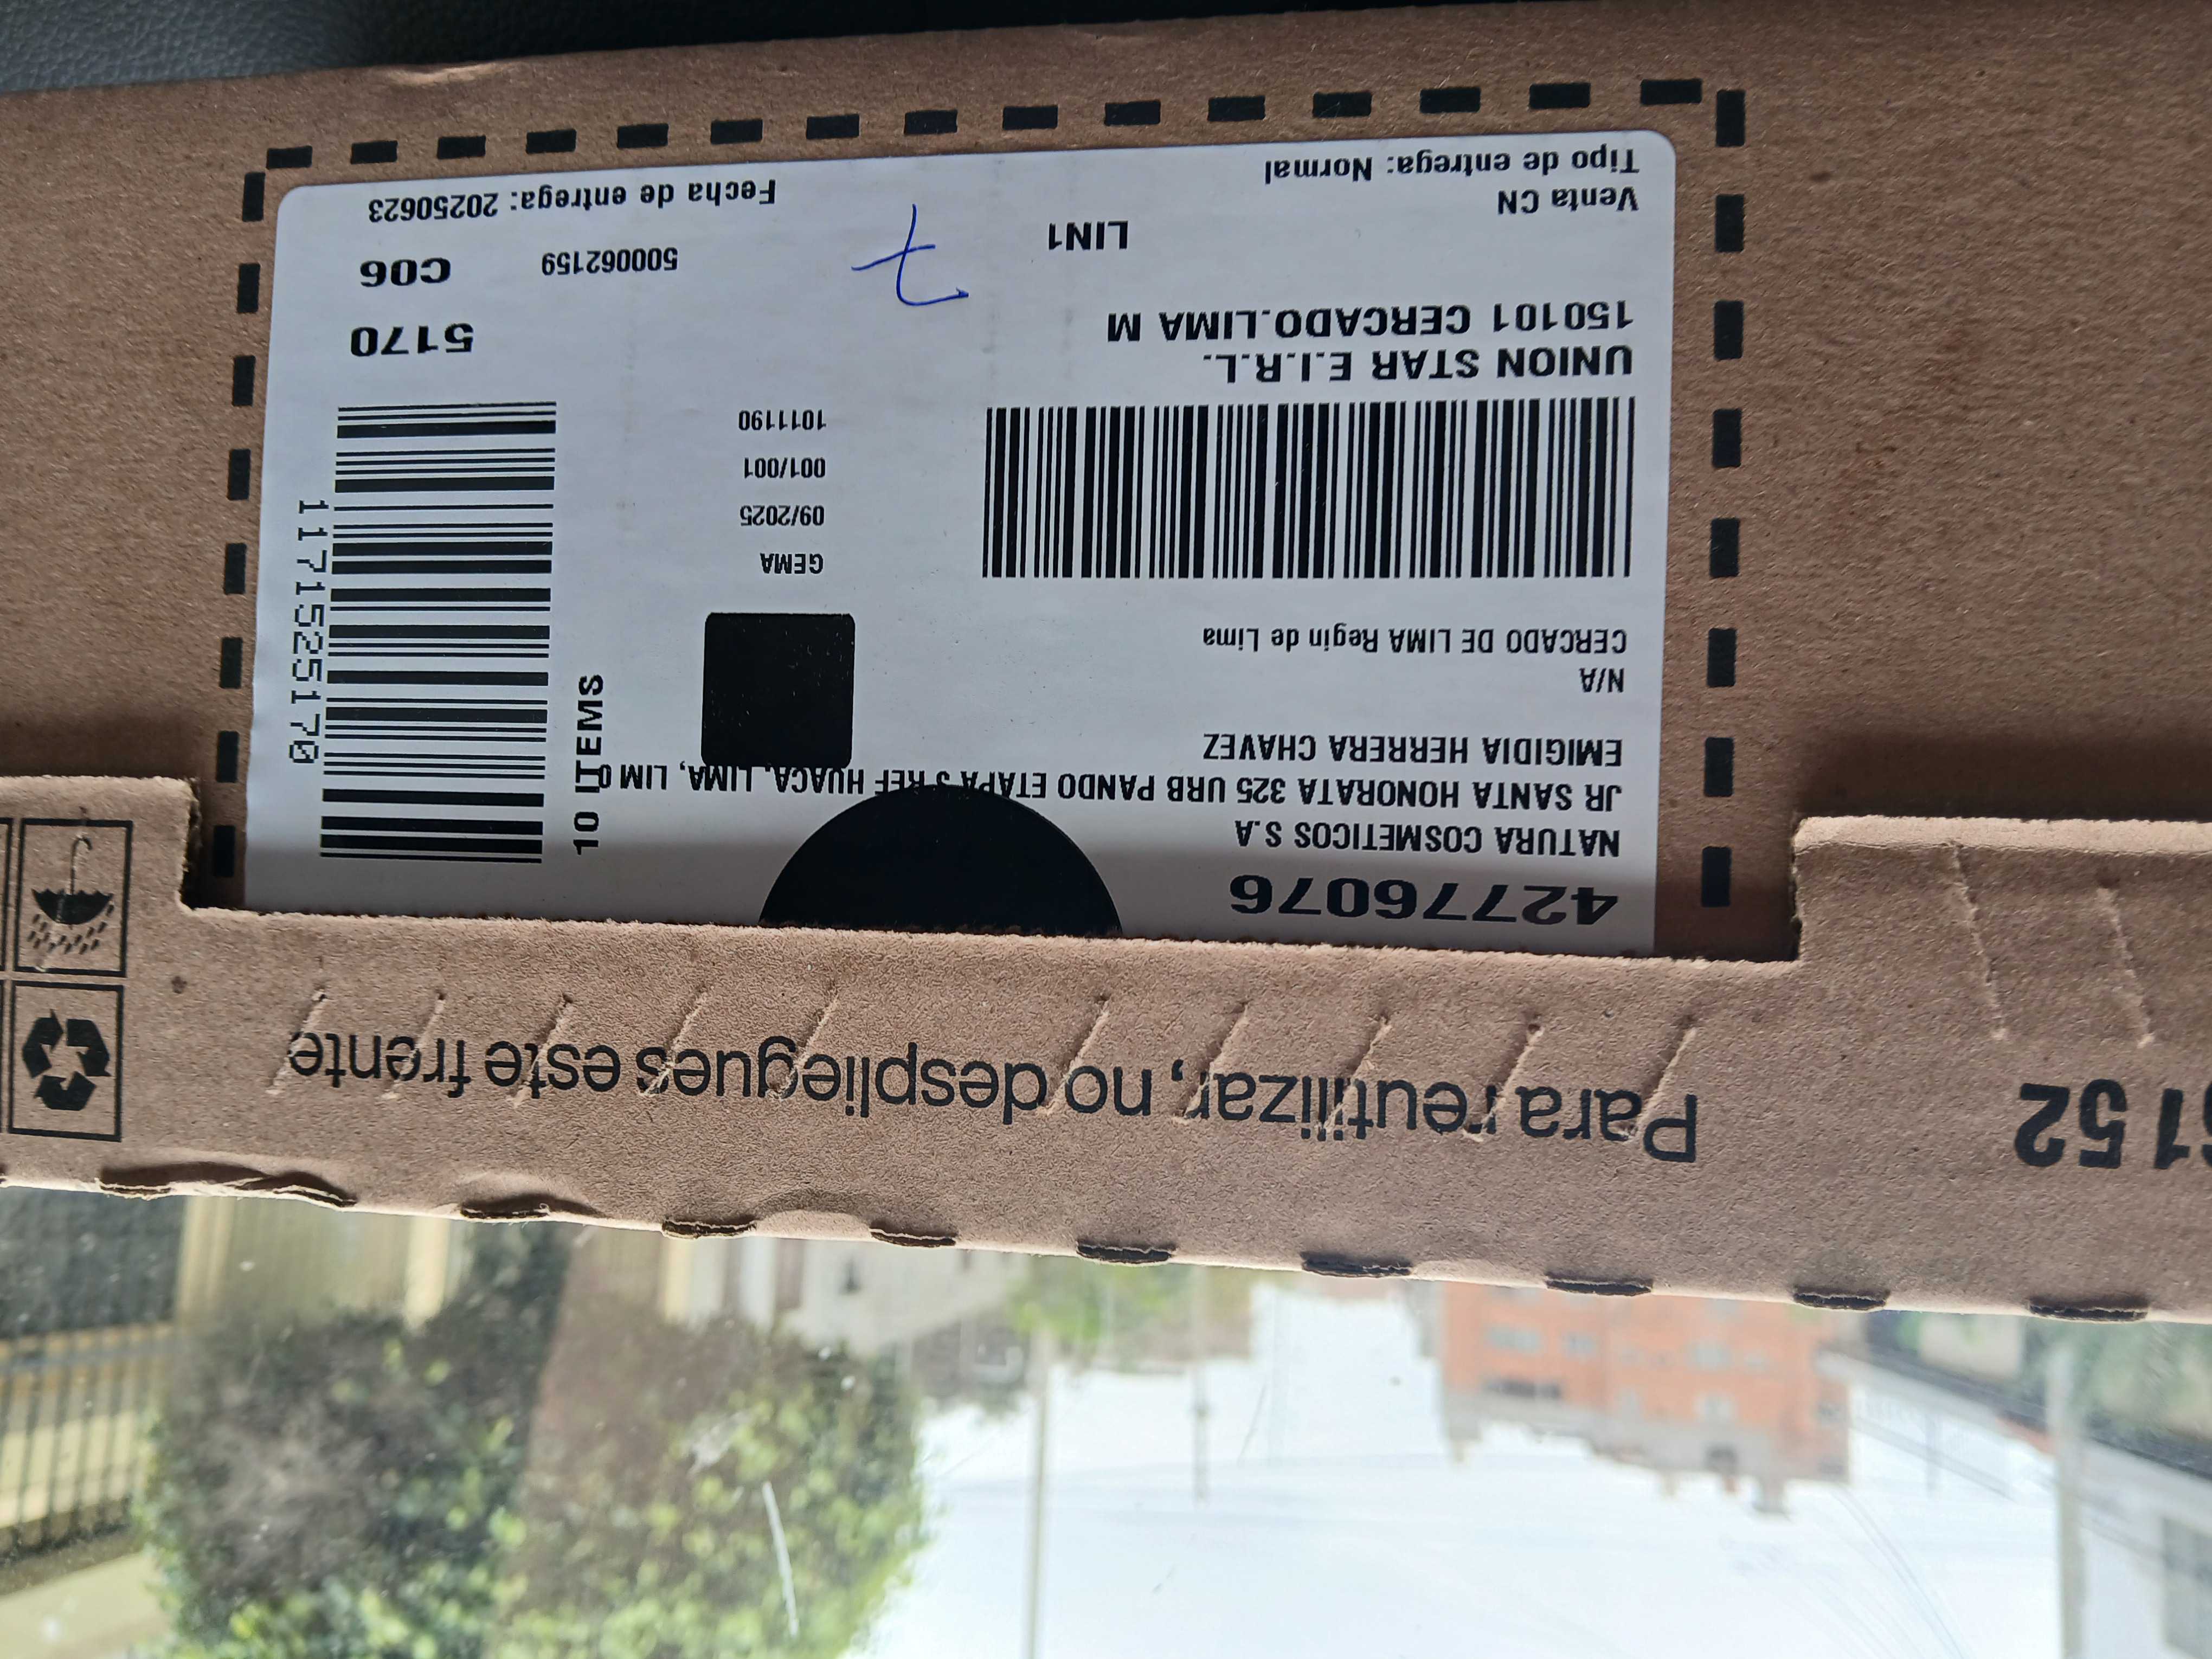 42776076
NATURA COSMETICOS S.A
JR SANTA HONORATA 325 URB PANDO ETAPA 3 REF HUACA, LIMA, LIM 0
EMIGIDIA HERRERA CHAVEZ
N/A
CERCADO DE LIMA Regin de Lima
UNION STAR E.I.R.L.
150101 CERCADO.LIMA M
LIN1
Venta CN
Tipo de entrega: Normal
GEMA
09/2025
001/001
1011190
7
10 ITEMS
1171525170
5170
500062159
C06
Fecha de entrega: 20250623
Para reutilizar, no despliegues este frente
6152